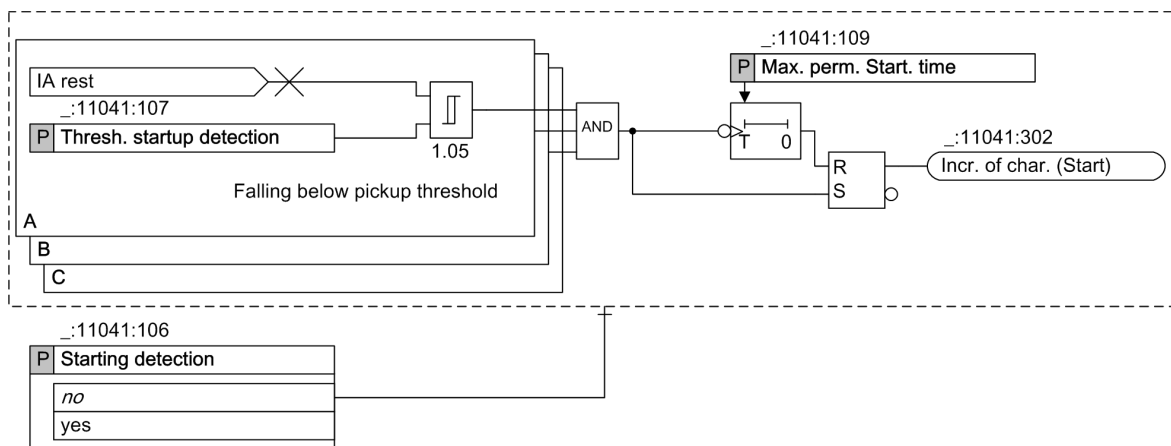 _:11041:109
P Max. perm. Start. time
IA rest
_:11041:107
P Thresh. startup detection
1.05
AND
T 0
_:11041:302
R
S
Incr. of char. (Start)
Falling below pickup threshold
A
B
C
_:11041:106
P Starting detection
no
yes